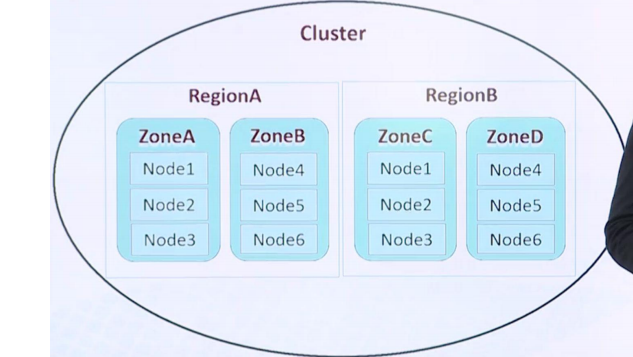 Cluster
RegionA
RegionB
ZoneA
ZoneB
ZoneC
ZoneD
Node1
Node4
Node1
Node4
Node2
Node5
Node2
Node5
Node3
Node6
Node3
Node6